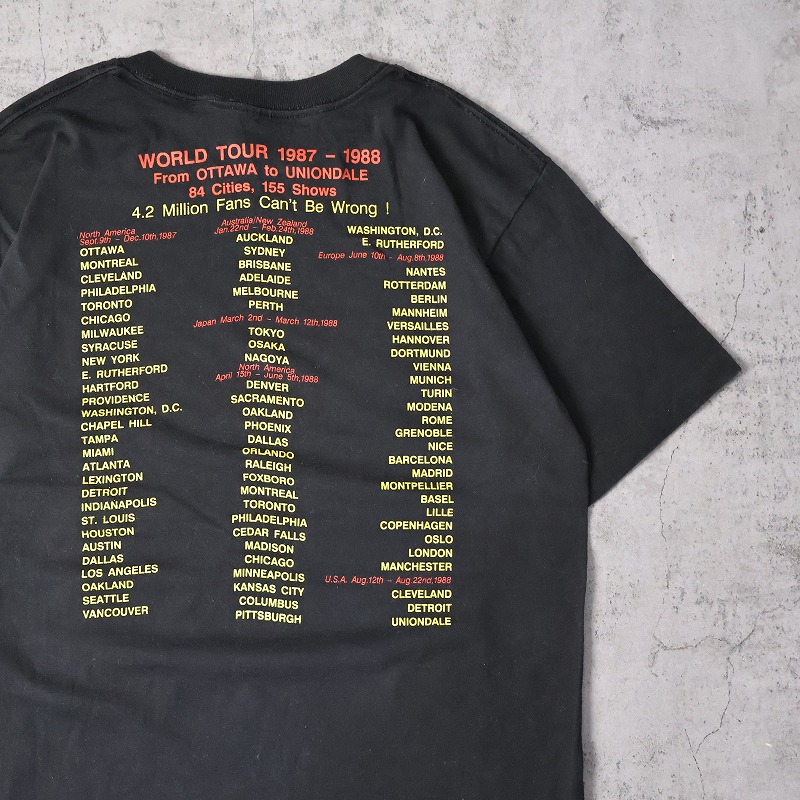 WORLD TOUR 1987 - 1988
From OTTAWA to UNIONDALE
84 Cities, 155 Shows
4.2 Million Fans Can't Be Wrong !
North America
Sept.9th - Dec.10th,1987
OTTAWA
MONTREAL
CLEVELAND
PHILADELPHIA
TORONTO
CHICAGO
MILWAUKEE
SYRACUSE
NEW YORK
E. RUTHERFORD
HARTFORD
PROVIDENCE
WASHINGTON, D.C.
CHAPEL HILL
TAMPA
MIAMI
ATLANTA
LEXINGTON
DETROIT
INDIANAPOLIS
ST. LOUIS
HOUSTON
AUSTIN
DALLAS
LOS ANGELES
OAKLAND
SEATTLE
VANCOUVER
Australia/New Zealand
Jan.22nd - Feb.24th,1988
AUCKLAND
SYDNEY
BRISBANE
ADELAIDE
MELBOURNE
PERTH
Japan March 2nd - March 12th,1988
TOKYO
OSAKA
NAGOYA
North America
April 15th - June 5th,1988
DENVER
SACRAMENTO
OAKLAND
PHOENIX
DALLAS
ORLANDO
RALEIGH
FOXBORO
MONTREAL
TORONTO
PHILADELPHIA
CEDAR FALLS
MADISON
CHICAGO
MINNEAPOLIS
KANSAS CITY
COLUMBUS
PITTSBURGH
WASHINGTON, D.C.
E. RUTHERFORD
Europe June 10th - Aug.8th,1988
NANTES
ROTTERDAM
BERLIN
MANNHEIM
VERSAILLES
HANNOVER
DORTMUND
VIENNA
MUNICH
TURIN
MODENA
ROME
GRENOBLE
NICE
BARCELONA
MADRID
MONTPELLIER
BASEL
LILLE
COPENHAGEN
OSLO
LONDON
MANCHESTER
U.S.A. Aug.12th - Aug.22nd,1988
CLEVELAND
DETROIT
UNIONDALE